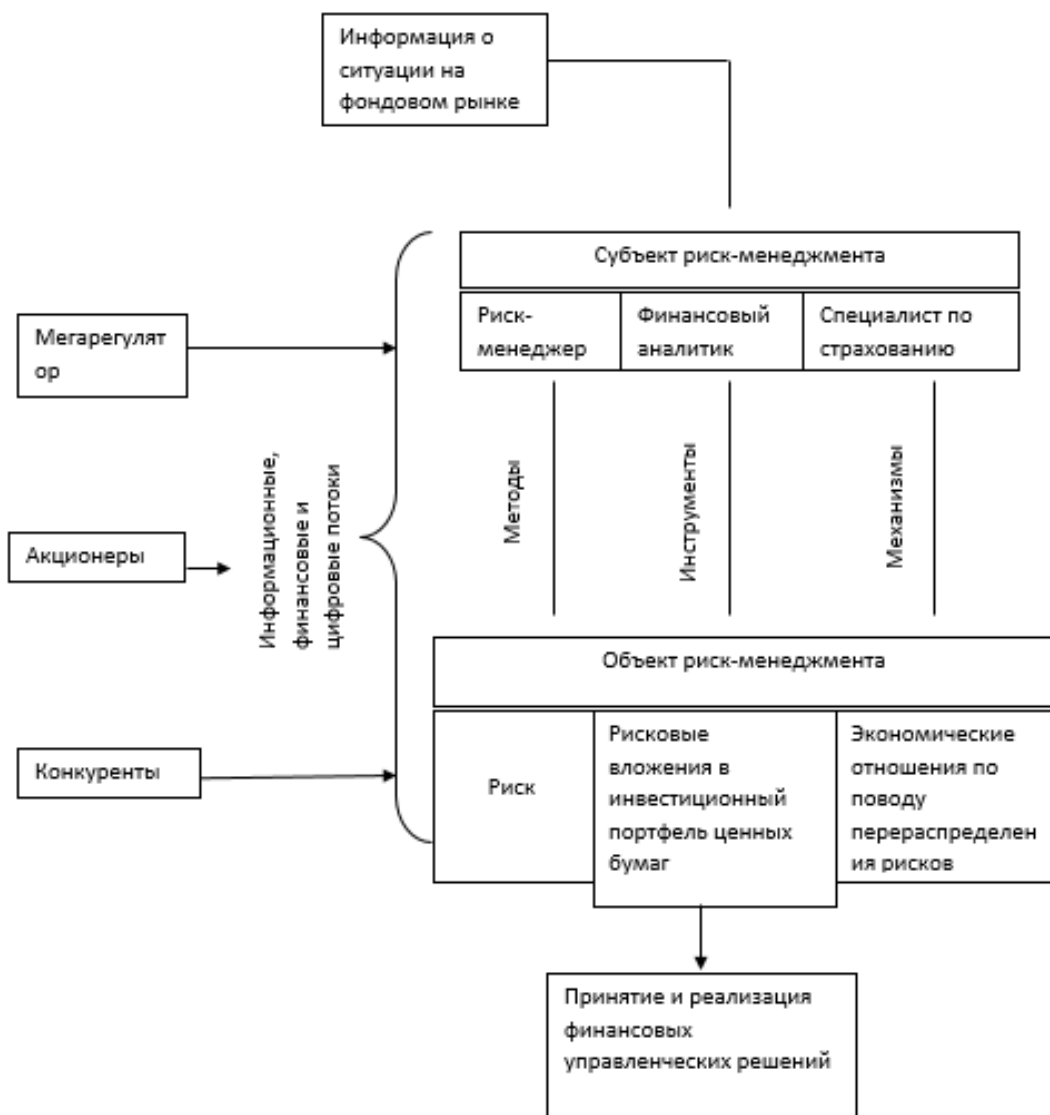 Информация о
ситуации на
фондовом рынке
Субъект риск-менеджмента
Риск-
менеджер
Финансовый
аналитик
Специалист по
страхованию
Мегарегулят
ор
Акционеры
Конкуренты
Информационные,
финансовые и
цифровые потоки
Методы
Инструменты
Механизмы
Объект риск-менеджмента
Риск
Рисковые
вложения в
инвестиционный
портфель ценных
бумаг
Экономические
отношения по
поводу
перераспределен
ия рисков
Принятие и реализация
финансовых
управленческих решений